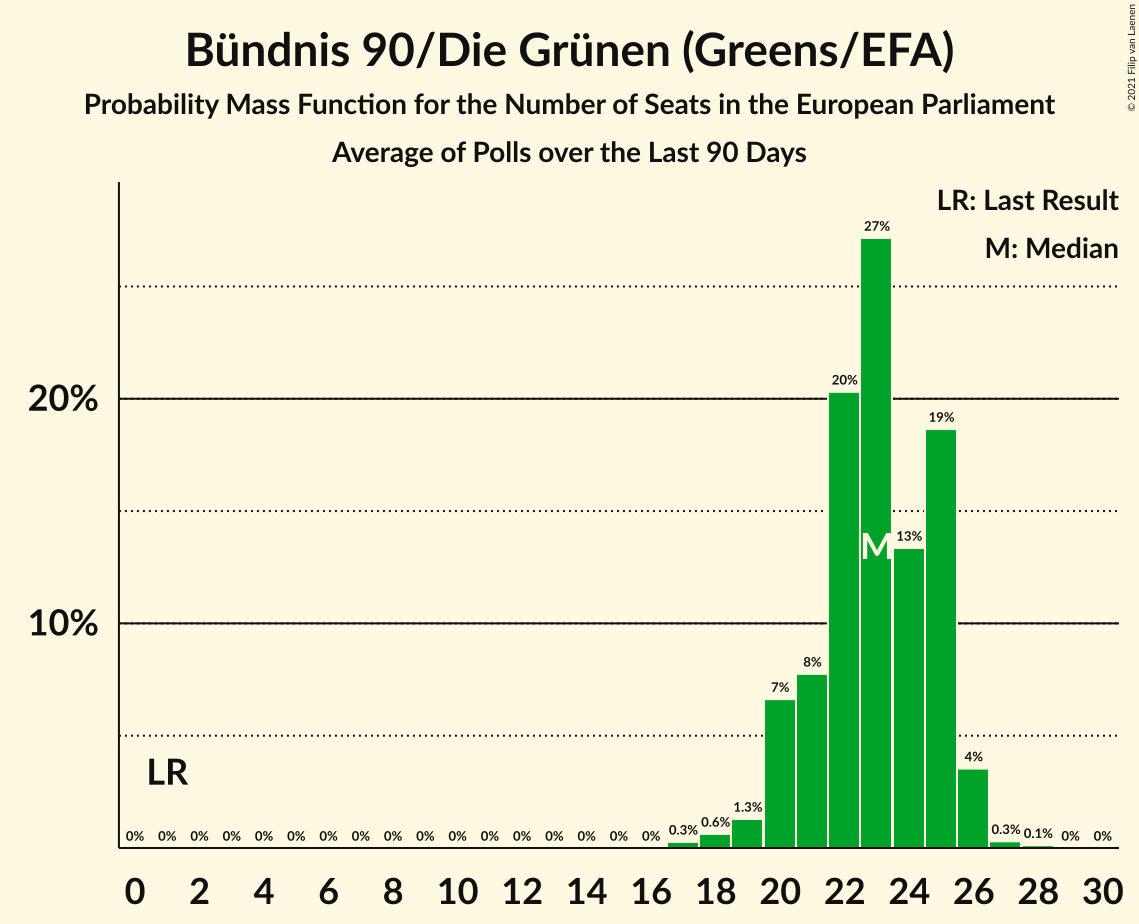 Bündnis 90/Die Grünen (Greens/EFA)
Probability Mass Function for the Number of Seats in the European Parliament
Average of Polls over the Last 90 Days
© 2021 Filip van Laenen
LR: Last Result
M: Median
27%
20%
20%
19%
M
13%
10%
8%
7%
LR
4%
1.3%
0% 0% 0% 0% 0% 0% 0% 0% 0% 0% 0% 0% 0% 0% 0% 0% 0% 0.3% 0.6% 0.3% 0.1% 0% 0%
0 2 4 6 8 10 12 14 16 18 20 22 24 26 28 30